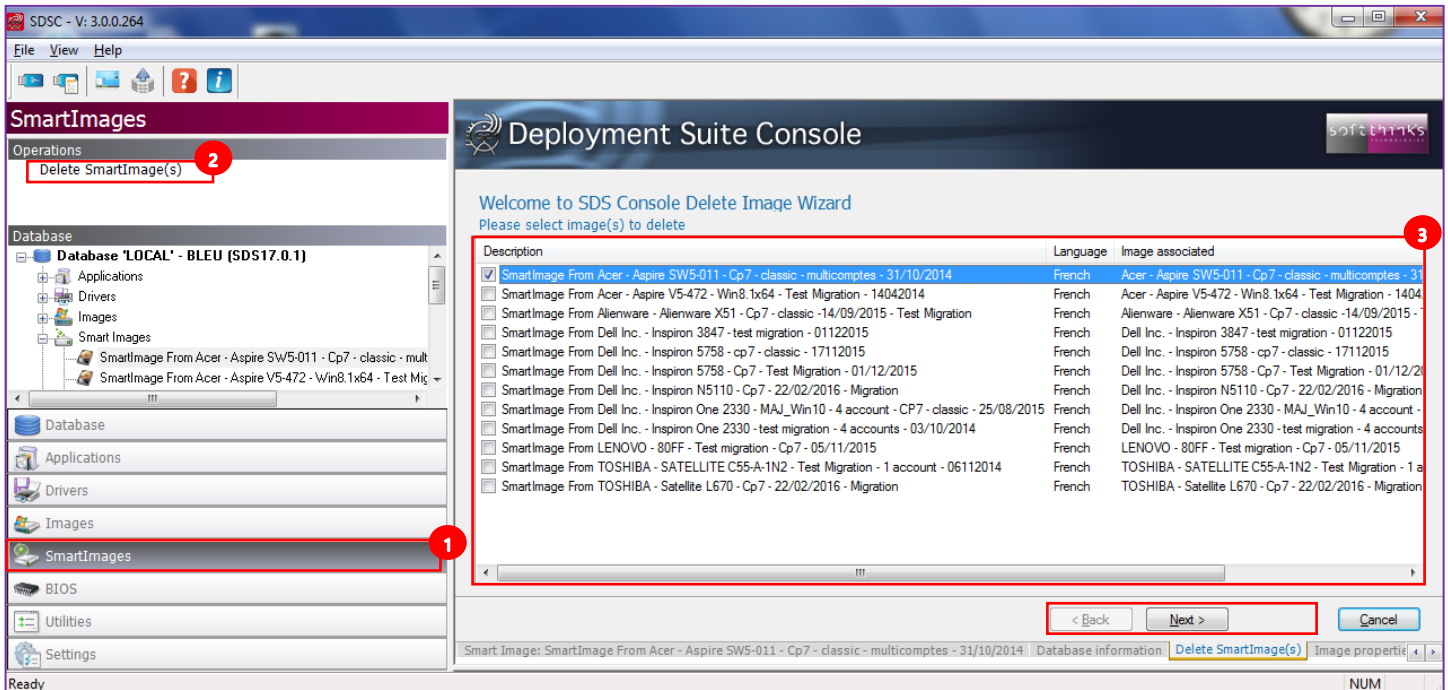 SDSC - V: 3.0.0.264
File View Help
SmartImages
Operations
2
Delete SmartImage(s)
Database
Database 'LOCAL' - BLEU (SDS17.0.1)
Applications
Drivers
Images
Smart Images
SmartImage From Acer - Aspire SW5-011 - Cp7 - classic - mult
SmartImage From Acer - Aspire V5-472 - Win8.1x64 - Test Mig
Database
Applications
Drivers
Images
1
SmartImages
BIOS
Utilities
Settings
Deployment Suite Console
softthinks
TECHNOLOGIES
Welcome to SDS Console Delete Image Wizard
Please select image(s) to delete
3
Description Language Image associated
SmartImage From Acer - Aspire SW5-011 - Cp7 - classic - multicomptes - 31/10/2014 French Acer - Aspire SW5-011 - Cp7 - classic - multicomptes - 31
SmartImage From Acer - Aspire V5-472 - Win8.1x64 - Test Migration - 14042014 French Acer - Aspire V5-472 - Win8.1x64 - Test Migration - 1404
SmartImage From Alienware - Alienware X51 - Cp7 - classic -14/09/2015 - Test Migration French Alienware - Alienware X51 - Cp7 - classic -14/09/2015 -
SmartImage From Dell Inc. - Inspiron 3847 - test migration - 01122015 French Dell Inc. - Inspiron 3847 - test migration - 01122015
SmartImage From Dell Inc. - Inspiron 5758 - cp7 - classic - 17112015 French Dell Inc. - Inspiron 5758 - cp7 - classic - 17112015
SmartImage From Dell Inc. - Inspiron 5758 - Cp7 - Test Migration - 01/12/2015 French Dell Inc. - Inspiron 5758 - Cp7 - Test Migration - 01/12/20
SmartImage From Dell Inc. - Inspiron N5110 - Cp7 - 22/02/2016 - Migration French Dell Inc. - Inspiron N5110 - Cp7 - 22/02/2016 - Migration
SmartImage From Dell Inc. - Inspiron One 2330 - MAJ_Win10 - 4 account - CP7 - classic - 25/08/2015 French Dell Inc. - Inspiron One 2330 - MAJ_Win10 - 4 account -
SmartImage From Dell Inc. - Inspiron One 2330 - test migration - 4 accounts - 03/10/2014 French Dell Inc. - Inspiron One 2330 - test migration - 4 accounts
SmartImage From LENOVO - 80FF - Test migration - Cp7 - 05/11/2015 French LENOVO - 80FF - Test migration - Cp7 - 05/11/2015
SmartImage From TOSHIBA - SATELLITE C55-A-1N2 - Test Migration - 1 account - 06112014 French TOSHIBA - SATELLITE C55-A-1N2 - Test Migration - 1 a
SmartImage From TOSHIBA - Satellite L670 - Cp7 - 22/02/2016 - Migration French TOSHIBA - Satellite L670 - Cp7 - 22/02/2016 - Migration
< Back Next > Cancel
Smart Image: SmartImage From Acer - Aspire SW5-011 - Cp7 - classic - multicomptes - 31/10/2014 Database information Delete SmartImage(s) Image propertie
Ready NUM